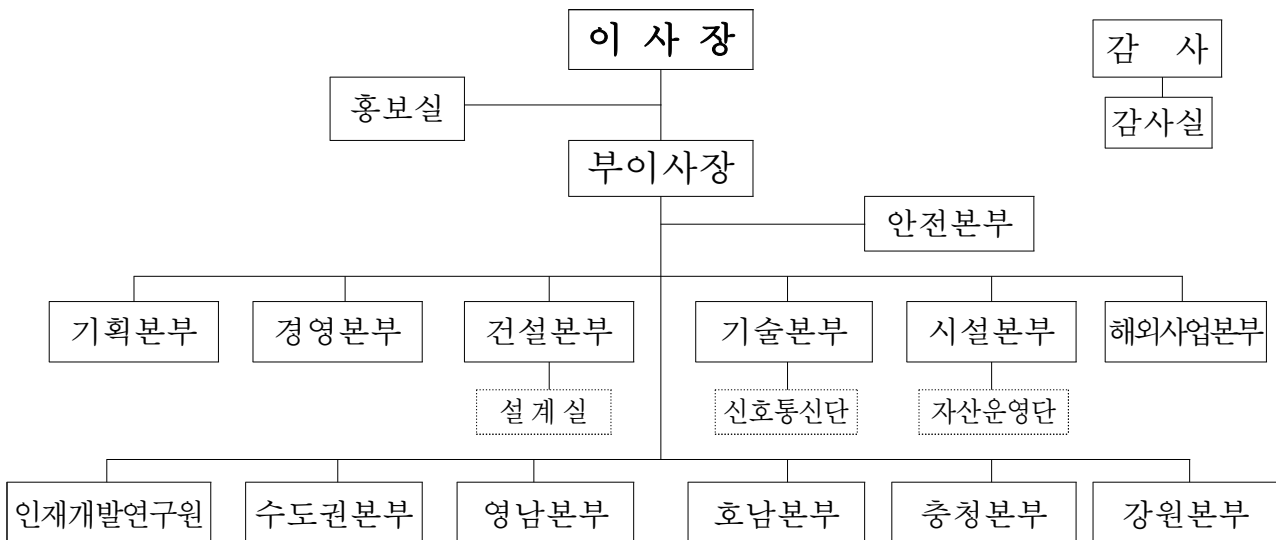 이 사 장
감 사
홍보실
감사실
부이사장
안전본부
기획본부
경영본부
건설본부
기술본부
시설본부
해외사업본부
설 계 실
신호통신단
자산운영단
인재개발연구원
수도권본부
영남본부
호남본부
충청본부
강원본부